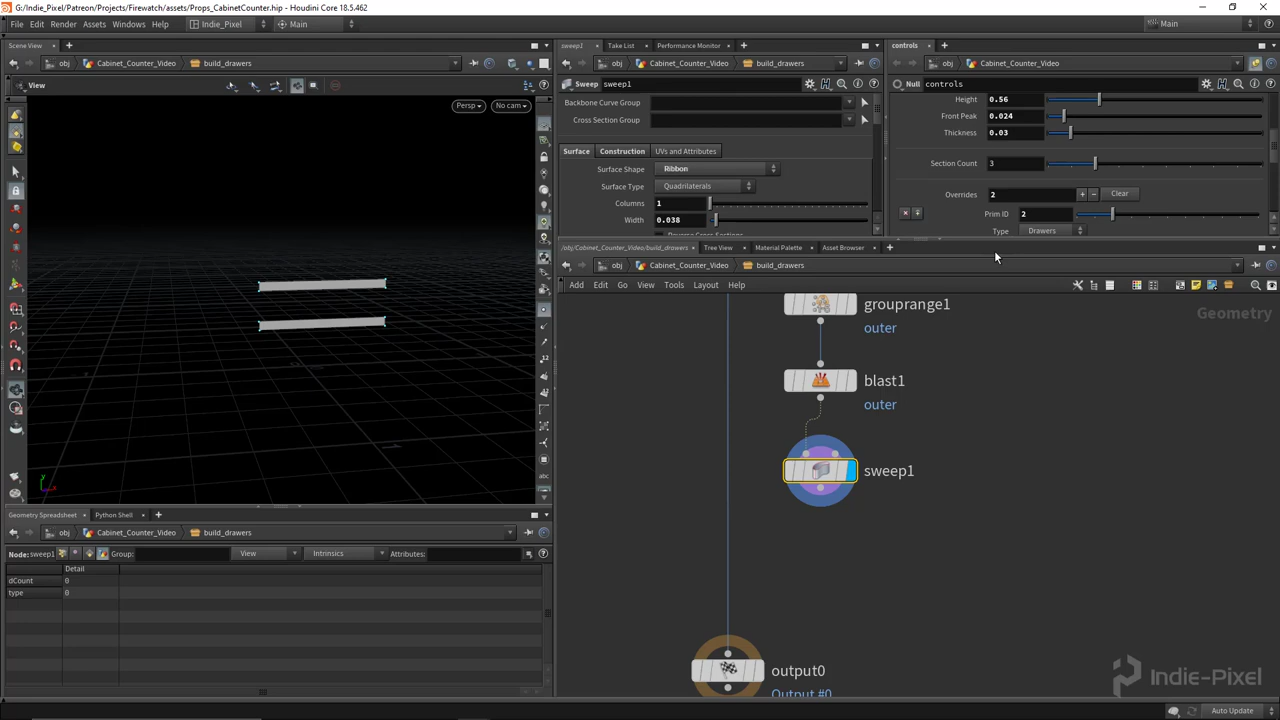 G:/Indie_Pixel/Patreon/Projects/Firewatch/assets/Props_CabinetCounter.hip - Houdini Core 18.5.462
File Edit Render Assets Windows Help Indie_Pixel Main Main
Scene View sweep1 Take List Performance Monitor controls
obj Cabinet_Counter_Video build_drawers obj Cabinet_Counter_Video build_drawers obj Cabinet_Counter_Video
View Sweep sweep1 Null controls
Persp No cam
Backbone Curve Group
Cross Section Group
Surface Construction UVs and Attributes
Surface Shape Ribbon
Surface Type Quadrilaterals
Columns 1
Width 0.038
Reverse Cross Sections
Height 0.56
Front Peak 0.024
Thickness 0.03
Section Count 3
Overrides 2 + - Clear
Prim ID 2
Type Drawers
/obj/Cabinet_Counter_Video/build_drawers Tree View Material Palette Asset Browser
obj Cabinet_Counter_Video build_drawers
Add Edit Go View Tools Layout Help
Geometry
grouprange1
outer
blast1
outer
sweep1
output0
Output #0
12
abc
y
Geometry Spreadsheet Python Shell
obj Cabinet_Counter_Video build_drawers
Node: sweep1 Group: View Intrinsics Attributes:
Detail
dCount 0
type 0
Indie-Pixel
Auto Update